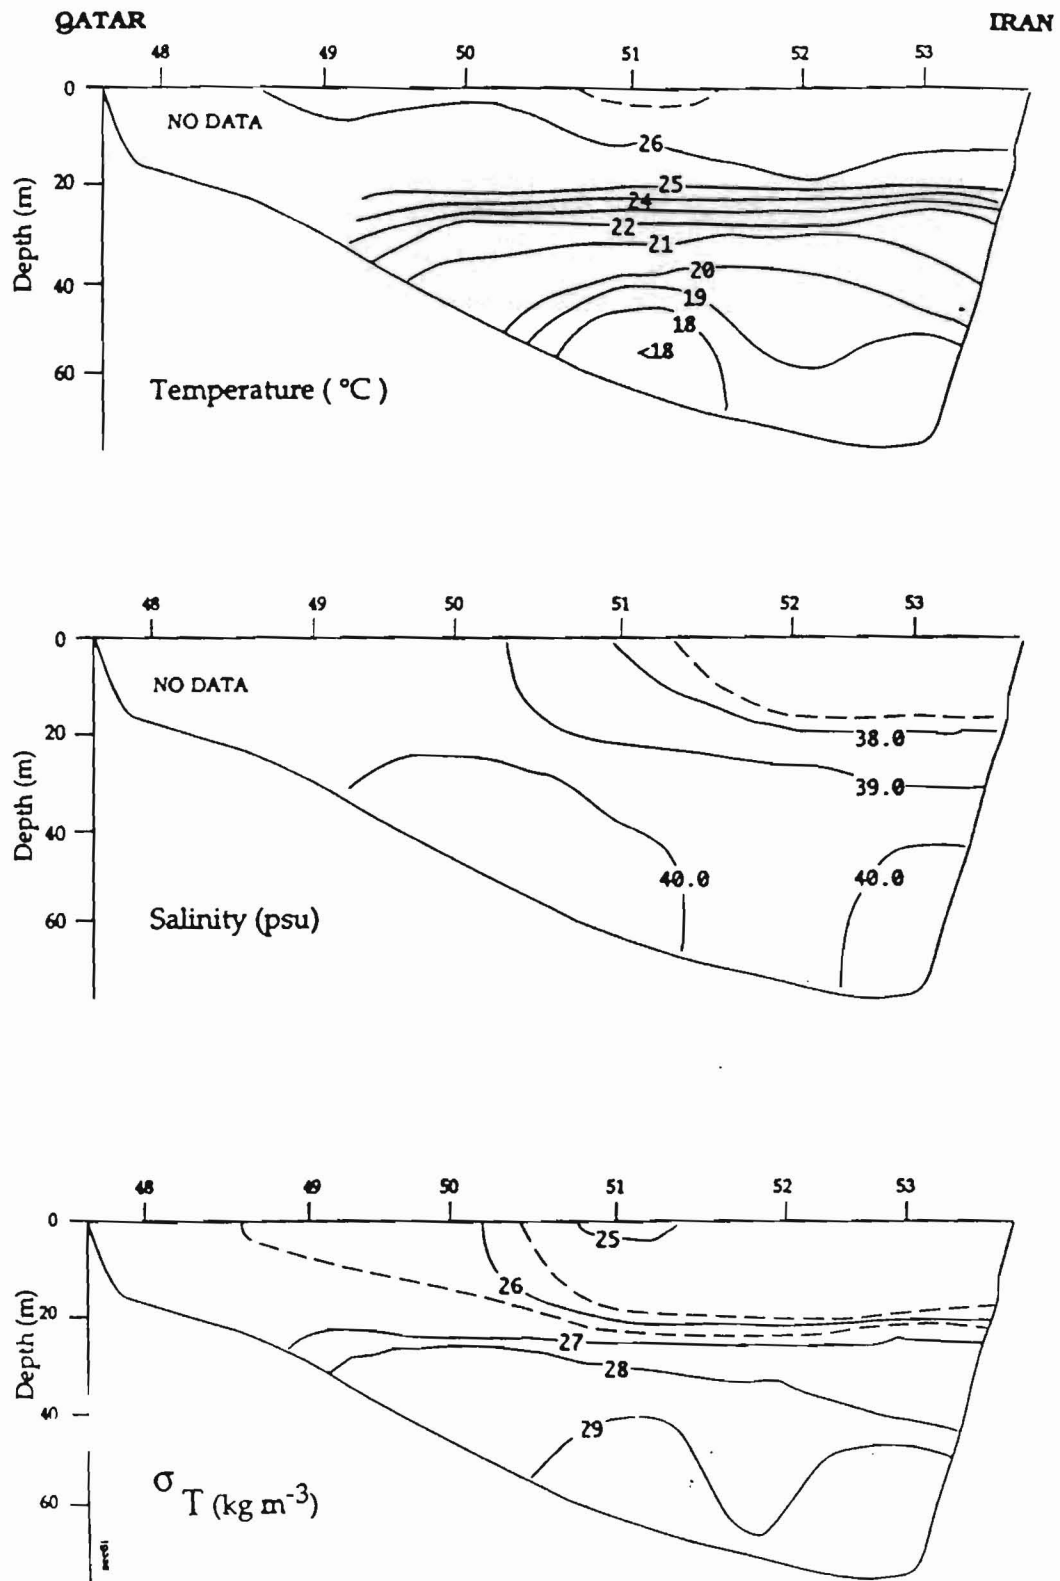 QATAR IRAN
48 49 50 51 52 53
0
NO DATA
26
20
25
24
22
21
40
20
19
18
<18
60
Depth (m)
Temperature ( °C )
48 49 50 51 52 53
0
NO DATA
20
38.0
39.0
40
40.0 40.0
60
Depth (m)
Salinity (psu)
48 49 50 51 52 53
0
25
26
20
27
28
40
29
60
Depth (m)
σT (kg m-3)